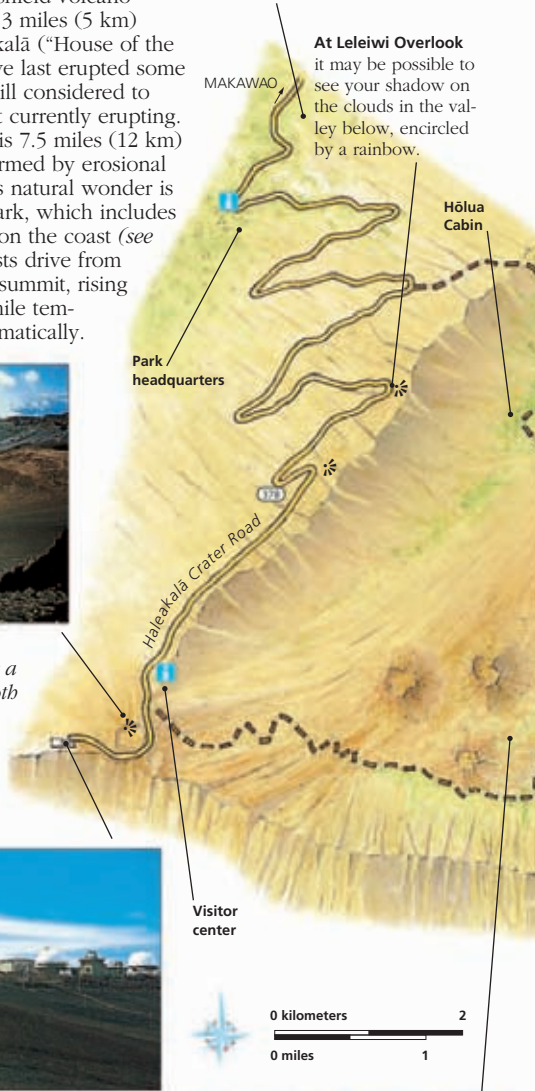 shield volcano
3 miles (5 km)
kalā (“House of the
ve last erupted some
ill considered to
t currently erupting.
is 7.5 miles (12 km)
rmed by erosional
s natural wonder is
ark, which includes
on the coast (see
sts drive from
summit, rising
hile tem-
matically.
At Leleiwi Overlook
it may be possible to
see your shadow on
the clouds in the val-
ley below, encircled
by a rainbow.
MAKAWAO
Hōlua
Cabin
Park
headquarters
378
Haleakalā Crater Road
a
oth
Visitor
center
0 kilometers 2
0 miles 1